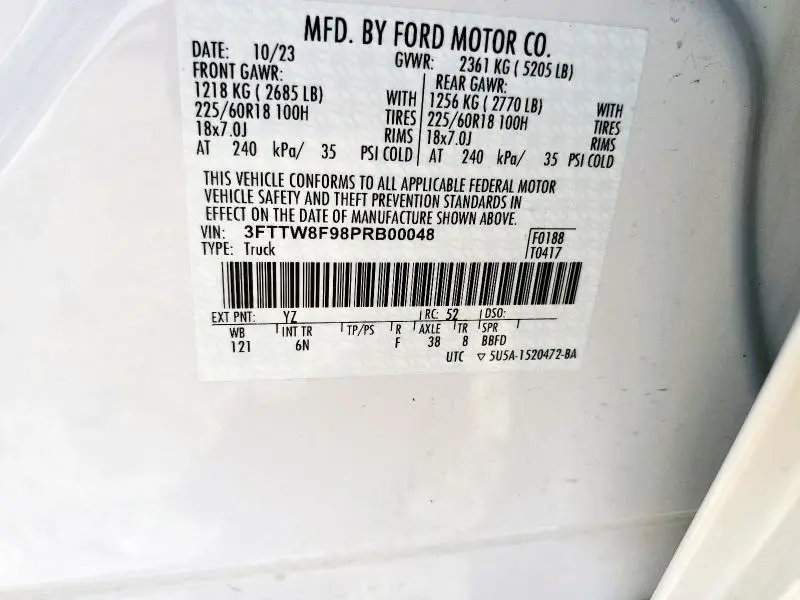 MFD. BY FORD MOTOR CO.
DATE: 10/23 GVWR: 2361 KG ( 5205 LB)
FRONT GAWR: REAR GAWR:
1218 KG ( 2685 LB) WITH 1256 KG ( 2770 LB) WITH
225/60R18 100H TIRES 225/60R18 100H TIRES
18x7.0J RIMS 18x7.0J RIMS
AT 240 kPa/ 35 PSI COLD AT 240 kPa/ 35 PSI COLD
THIS VEHICLE CONFORMS TO ALL APPLICABLE FEDERAL MOTOR
VEHICLE SAFETY AND THEFT PREVENTION STANDARDS IN
EFFECT ON THE DATE OF MANUFACTURE SHOWN ABOVE.
VIN: 3FTTW8F98PRB00048 F0188
TYPE: Truck T0417
EXT PNT: YZ RC: 52 DSO:
WB INT TR TP/PS R AXLE TR SPR
121 6N F 38 8 BBFD
UTC ▽ 5U5A-1520472-BA